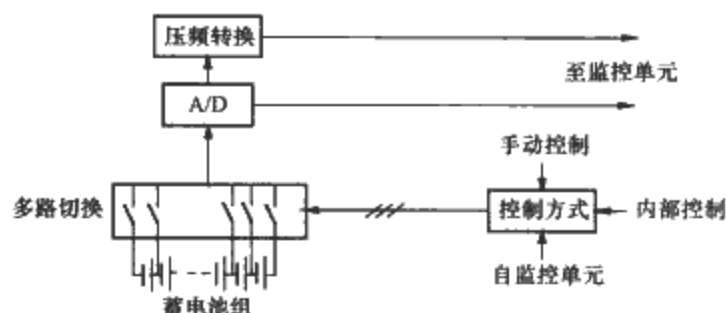 压频转换
至监控单元
A/D
手动控制
多路切换
控制方式
内部控制
自监控单元
蓄电池组